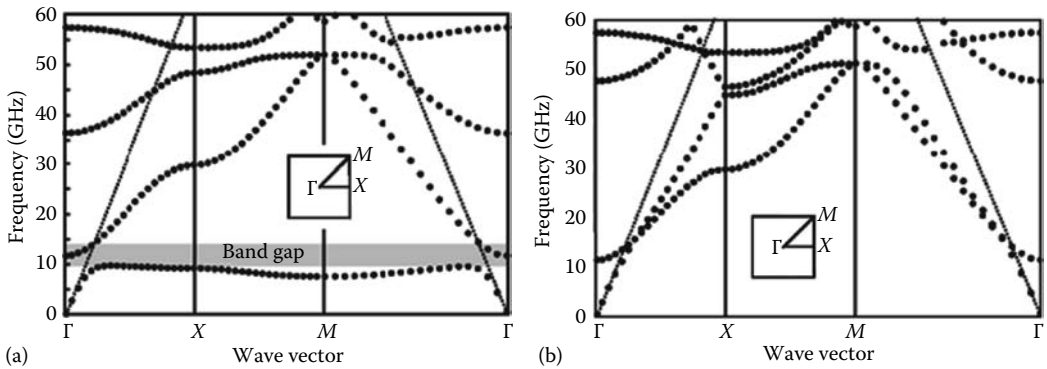 60
50
40
30
20
10
0
Frequency (GHz)
M
Γ
X
Band gap
Γ
X
M
Γ
Wave vector
(a)
60
50
40
30
20
10
0
Frequency (GHz)
M
Γ
X
Γ
X
M
Γ
Wave vector
(b)